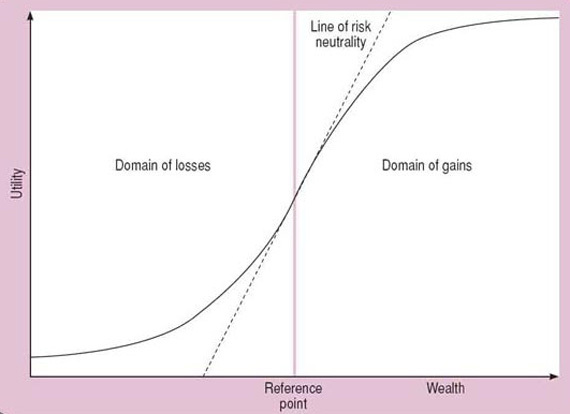 Line of risk
neutrality
Domain of losses
Domain of gains
Utility
Reference
point
Wealth